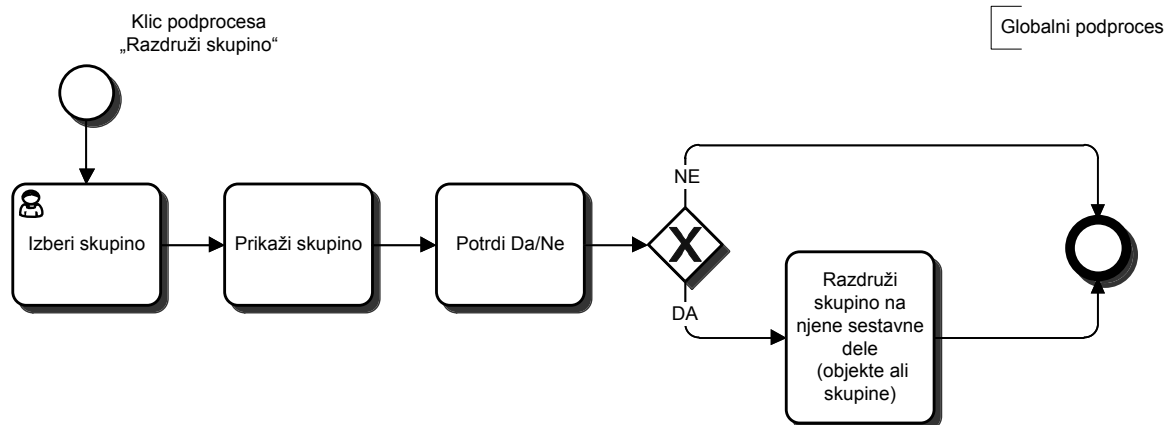 Klic podprocesa
„Razdruži skupino“
Globalni podproces
Izberi skupino
Prikaži skupino
Potrdi Da/Ne
NE
X
DA
Razdruži
skupino na
njene sestavne
dele
(objekte ali
skupine)